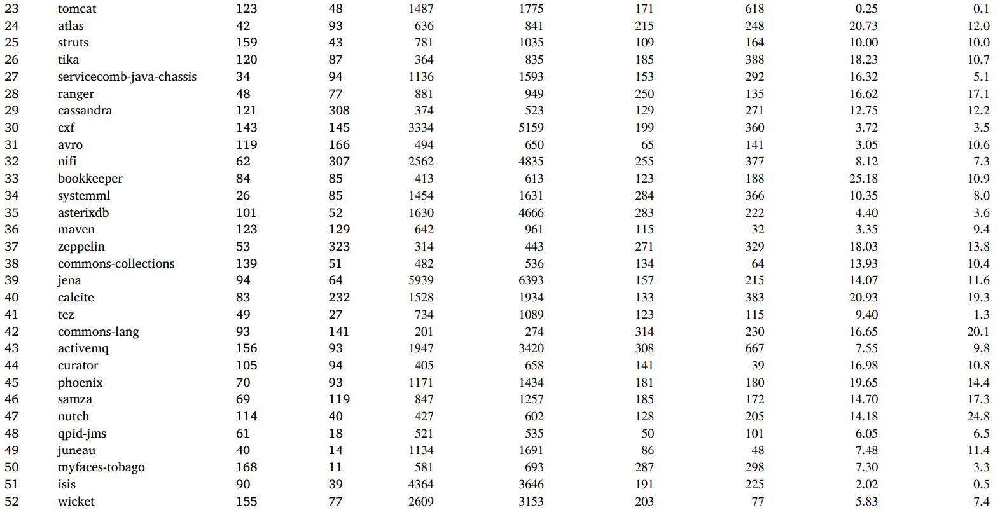 23 tomcat 123 48 1487 1775 171 618 0.25 0.1
24 atlas 42 93 636 841 215 248 20.73 12.0
25 struts 159 43 781 1035 109 164 10.00 10.0
26 tika 120 87 364 835 185 388 18.23 10.7
27 servicecomb-java-chassis 34 94 1136 1593 153 292 16.32 5.1
28 ranger 48 77 881 949 250 135 16.62 17.1
29 cassandra 121 308 374 523 129 271 12.75 12.2
30 cxf 143 145 3334 5159 199 360 3.72 3.5
31 avro 119 166 494 650 65 141 3.05 10.6
32 nifi 62 307 2562 4835 255 377 8.12 7.3
33 bookkeeper 84 85 413 613 123 188 25.18 10.9
34 systemml 26 85 1454 1631 284 366 10.35 8.0
35 asterixdb 101 52 1630 4666 283 222 4.40 3.6
36 maven 123 129 642 961 115 32 3.35 9.4
37 zeppelin 53 323 314 443 271 329 18.03 13.8
38 commons-collections 139 51 482 536 134 64 13.93 10.4
39 jena 94 64 5939 6393 157 215 14.07 11.6
40 calcite 83 232 1528 1934 133 383 20.93 19.3
41 tez 49 27 734 1089 123 115 9.40 1.3
42 commons-lang 93 141 201 274 314 230 16.65 20.1
43 activemq 156 93 1947 3420 308 667 7.55 9.8
44 curator 105 94 405 658 141 39 16.98 10.8
45 phoenix 70 93 1171 1434 181 180 19.65 14.4
46 samza 69 119 847 1257 185 172 14.70 17.3
47 nutch 114 40 427 602 128 205 14.18 24.8
48 qpid-jms 61 18 521 535 50 101 6.05 6.5
49 juneau 40 14 1134 1691 86 48 7.48 11.4
50 myfaces-tobago 168 11 581 693 287 298 7.30 3.3
51 isis 90 39 4364 3646 191 225 2.02 0.5
52 wicket 155 77 2609 3153 203 77 5.83 7.4